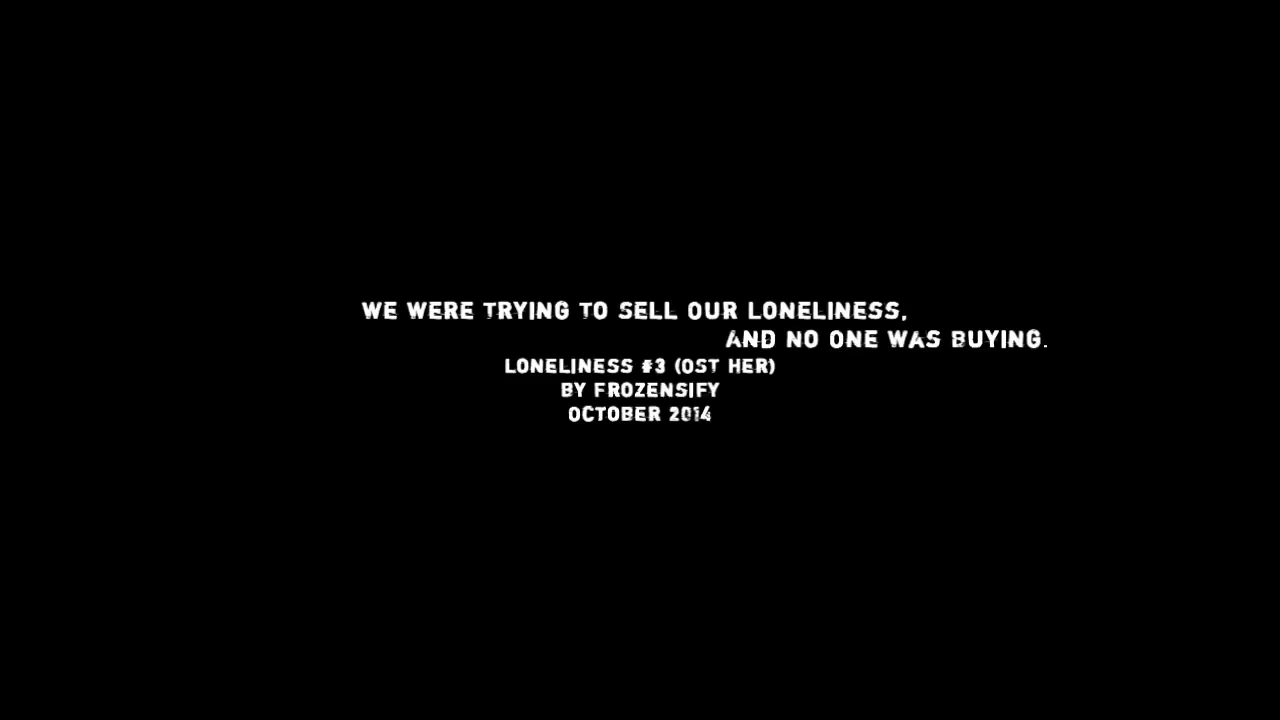 WE WERE TRYING TO SELL OUR LONELINESS,
AND NO ONE WAS BUYING.
LONELINESS #3 (OST HER)
BY FROZENSIFY
OCTOBER 2014